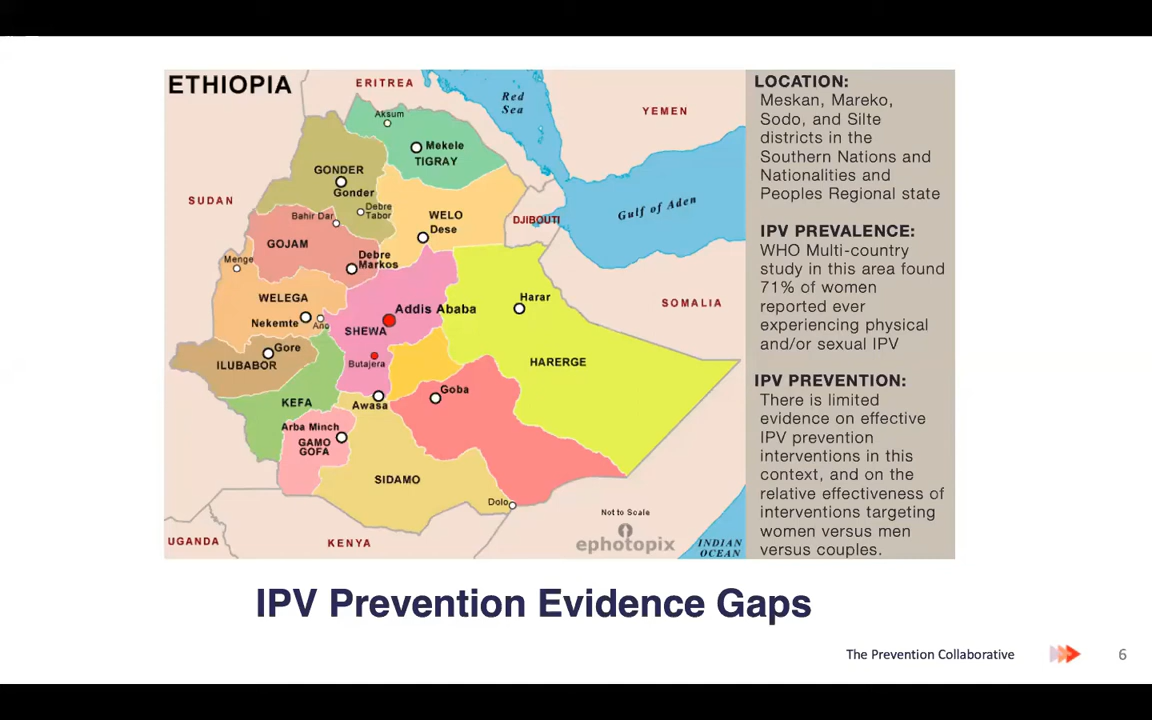 ETHIOPIA
ERITREA
Red
Sea
YEMEN
Aksum
Mekele
TIGRAY
GONDER
Gonder
SUDAN
Debre
Tabor
Bahir Dar
WELO
Dese
DJIBOUTI
Gulf of Aden
GOJAM
Debre
Markos
Menge
WELEGA
Nekemte
Ano
Addis Ababa
SHEWA
Harar
SOMALIA
Gore
ILUBABOR
Butajera
HARERGE
KEFA
Awasa
Goba
Arba Minch
GAMO
GOFA
SIDAMO
Dolo
Not to Scale
ephotopix
UGANDA
KENYA
INDIAN
OCEAN
LOCATION:
Meskan, Mareko,
Sodo, and Silte
districts in the
Southern Nations and
Nationalities and
Peoples Regional state
IPV PREVALENCE:
WHO Multi-country
study in this area found
71% of women
reported ever
experiencing physical
and/or sexual IPV
IPV PREVENTION:
There is limited
evidence on effective
IPV prevention
interventions in this
context, and on the
relative effectiveness of
interventions targeting
women versus men
versus couples.
IPV Prevention Evidence Gaps
The Prevention Collaborative
6